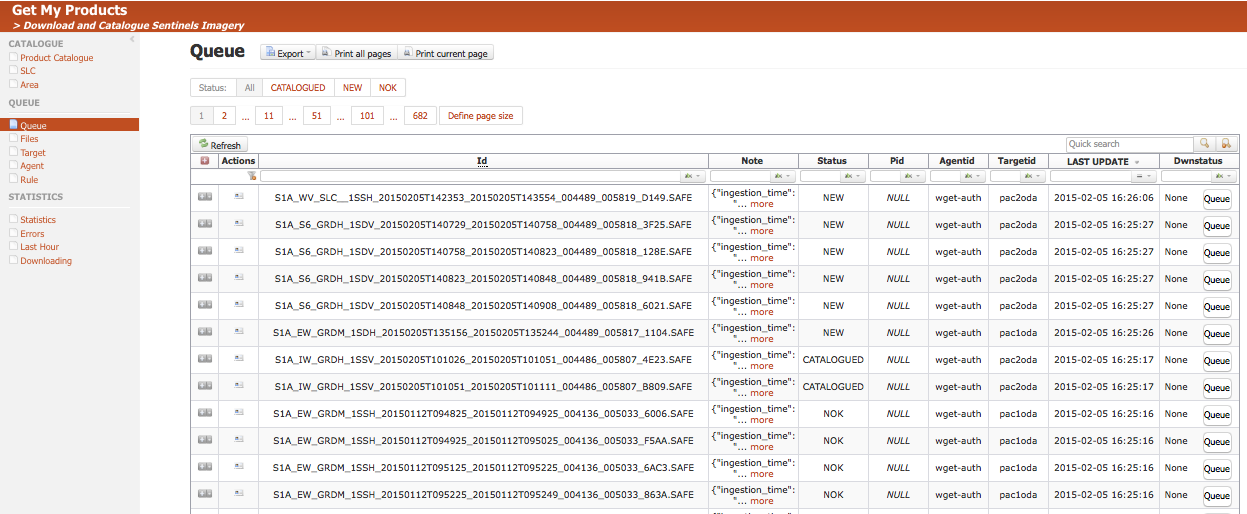 Get My Products
> Download and Catalogue Sentinels Imagery
CATALOGUE
Product Catalogue
SLC
Area
QUEUE
Queue
Files
Target
Agent
Rule
STATISTICS
Statistics
Errors
Last Hour
Downloading
Queue Export Print all pages Print current page
Status: All CATALOGUED NEW NOK
1 2 ... 11 ... 51 ... 101 ... 682 Define page size
Refresh Quick search
Actions Id Note Status Pid Agentid Targetid LAST UPDATE Dwnstatus
S1A_WV_SLC__1SSH_20150205T142353_20150205T143554_004489_005819_D149.SAFE {"ingestion_time": "... more NEW NULL wget-auth pac2oda 2015-02-05 16:26:06 None Queue
S1A_S6_GRDH_1SDV_20150205T140729_20150205T140758_004489_005818_3F25.SAFE {"ingestion_time": "... more NEW NULL wget-auth pac2oda 2015-02-05 16:25:27 None Queue
S1A_S6_GRDH_1SDV_20150205T140758_20150205T140823_004489_005818_128E.SAFE {"ingestion_time": "... more NEW NULL wget-auth pac2oda 2015-02-05 16:25:27 None Queue
S1A_S6_GRDH_1SDV_20150205T140823_20150205T140848_004489_005818_941B.SAFE {"ingestion_time": "... more NEW NULL wget-auth pac2oda 2015-02-05 16:25:27 None Queue
S1A_S6_GRDH_1SDV_20150205T140848_20150205T140908_004489_005818_6021.SAFE {"ingestion_time": "... more NEW NULL wget-auth pac2oda 2015-02-05 16:25:27 None Queue
S1A_EW_GRDM_1SDH_20150205T135156_20150205T135244_004489_005817_1104.SAFE {"ingestion_time": "... more NEW NULL wget-auth pac1oda 2015-02-05 16:25:26 None Queue
S1A_IW_GRDH_1SSV_20150205T101026_20150205T101051_004486_005807_4E23.SAFE {"ingestion_time": "... more CATALOGUED NULL wget-auth pac2oda 2015-02-05 16:25:17 None Queue
S1A_IW_GRDH_1SSV_20150205T101051_20150205T101111_004486_005807_B809.SAFE {"ingestion_time": "... more CATALOGUED NULL wget-auth pac2oda 2015-02-05 16:25:17 None Queue
S1A_EW_GRDM_1SSH_20150112T094825_20150112T094925_004136_005033_6006.SAFE {"ingestion_time": "... more NOK NULL wget-auth pac1oda 2015-02-05 16:25:16 None Queue
S1A_EW_GRDM_1SSH_20150112T094925_20150112T095025_004136_005033_F5AA.SAFE {"ingestion_time": "... more NOK NULL wget-auth pac1oda 2015-02-05 16:25:16 None Queue
S1A_EW_GRDM_1SSH_20150112T095125_20150112T095225_004136_005033_6AC3.SAFE {"ingestion_time": "... more NOK NULL wget-auth pac1oda 2015-02-05 16:25:16 None Queue
S1A_EW_GRDM_1SSH_20150112T095225_20150112T095249_004136_005033_863A.SAFE {"ingestion_time": "... more NOK NULL wget-auth pac1oda 2015-02-05 16:25:16 None Queue